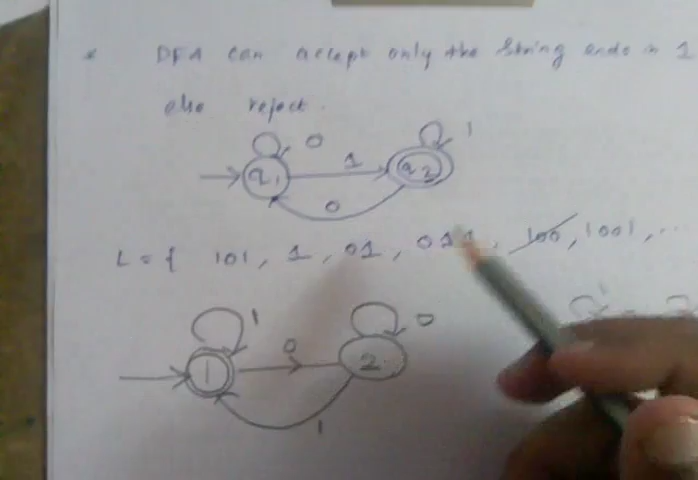 * DFA can accept only the string ends in 1
else reject.
0 1
q1 1 q2
0
L = { 101, 1, 01, 011, 100, 1001, ...
1 0
1 0 2
1